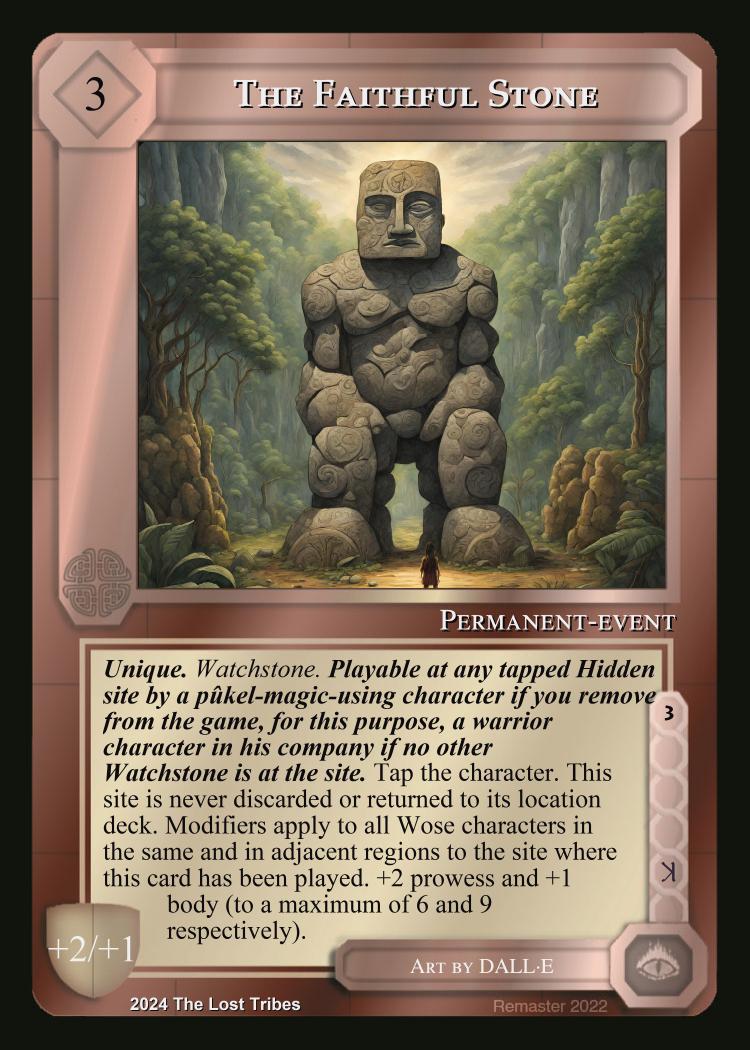 3
The Faithful Stone
Permanent-event
Unique. Watchstone. Playable at any tapped Hidden
site by a pûkel-magic-using character if you remove
from the game, for this purpose, a warrior
character in his company if no other
Watchstone is at the site. Tap the character. This
site is never discarded or returned to its location
deck. Modifiers apply to all Wose characters in
the same and in adjacent regions to the site where
this card has been played. +2 prowess and +1
body (to a maximum of 6 and 9
respectively).
3
+2/+1
Art by DALL·E
2024 The Lost Tribes
Remaster 2022